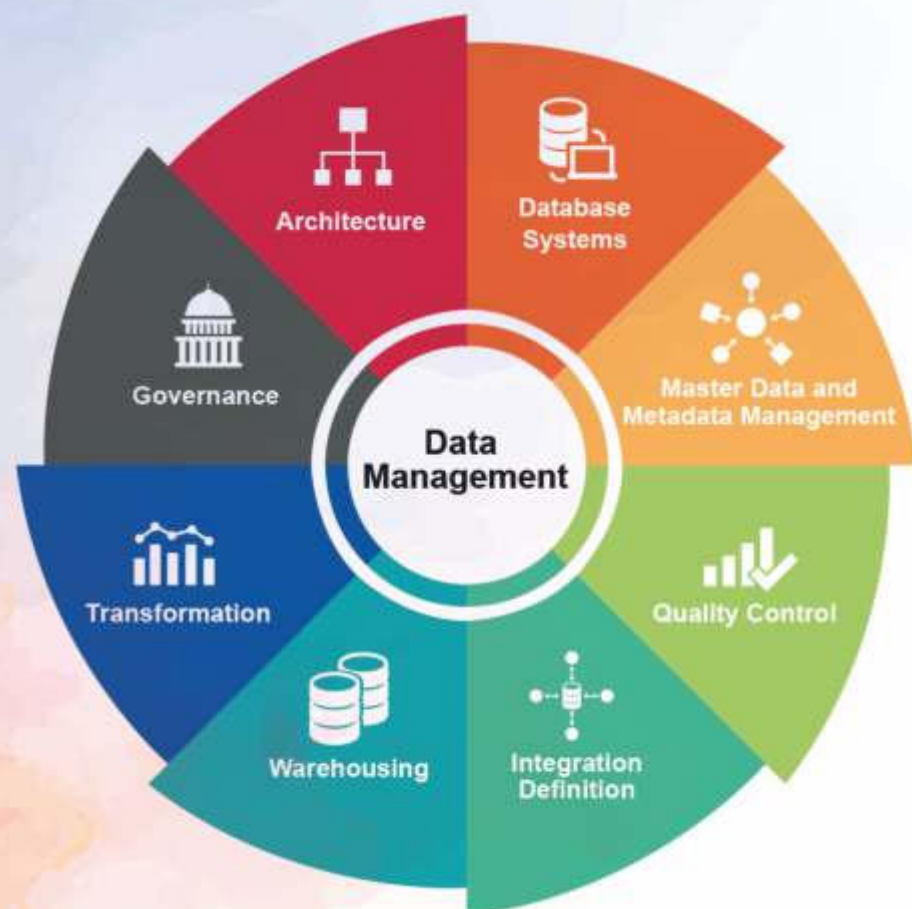 Architecture
Database
Systems
Master Data and
Metadata Management
Quality Control
Integration
Definition
Warehousing
Transformation
Governance
Data
Management